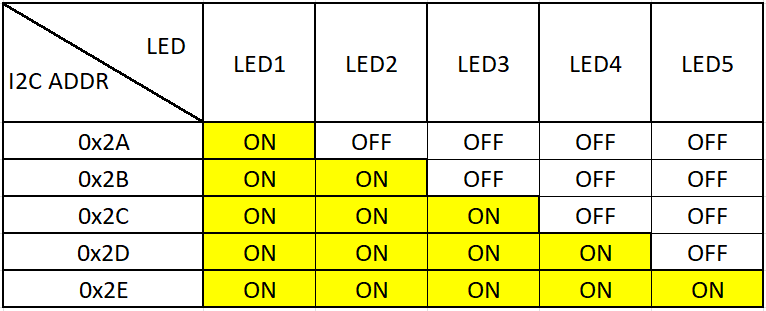 LED
I2C ADDR
LED1 LED2 LED3 LED4 LED5
0x2A ON OFF OFF OFF OFF
0x2B ON ON OFF OFF OFF
0x2C ON ON ON OFF OFF
0x2D ON ON ON ON OFF
0x2E ON ON ON ON ON